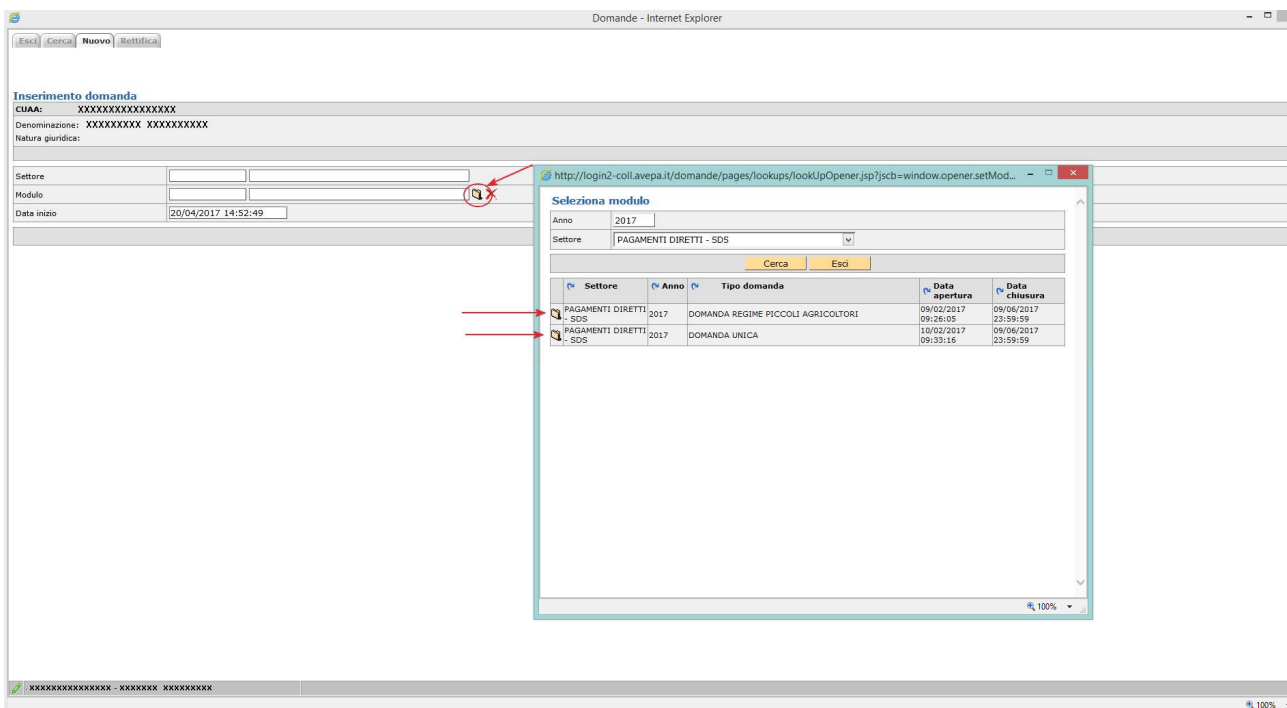 Domande - Internet Explorer
Esci Cerca Nuovo Rettifica
Inserimento domanda
CUAA: XXXXXXXXXXXXXXXX
Denominazione: XXXXXXXXX XXXXXXXXXX
Natura giuridica:
Settore
Modulo
Data inizio 20/04/2017 14:52:49
http://login2-coll.avepa.it/domande/pages/lookups/lookUpOpener.jsp?jscb=window.opener.setMod...
Seleziona modulo
Anno 2017
Settore PAGAMENTI DIRETTI - SDS
Cerca Esci
Settore Anno Tipo domanda Data apertura Data chiusura
PAGAMENTI DIRETTI - SDS 2017 DOMANDA REGIME PICCOLI AGRICOLTORI 09/02/2017 09:26:05 09/06/2017 23:59:59
PAGAMENTI DIRETTI - SDS 2017 DOMANDA UNICA 10/02/2017 09:33:16 09/06/2017 23:59:59
100%
XXXXXXXXXXXXXXX - XXXXXXX XXXXXXXXX
100%